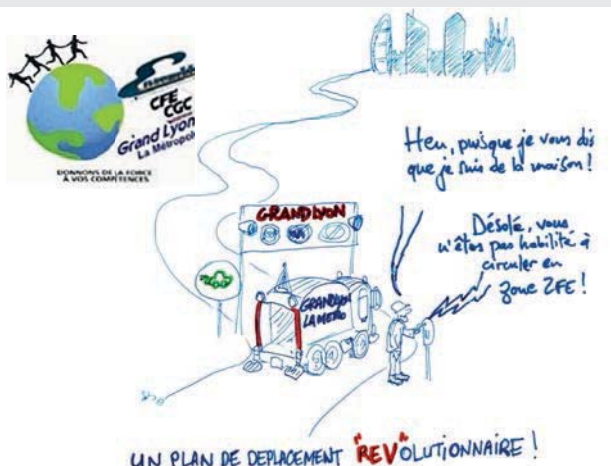 CFE
CGC
Grand Lyon
La Métropole
DONNONS DE LA FORCE
À VOS COMPÉTENCES
Heu, puisque je vous dis
que je suis de la maison !
Désolé, vous
n'êtes pas habilité à
circuler en
zone ZFE !
GRANDLYON
GRANDLYON
LA METRO
UN PLAN DE DEPLACEMENT "REV"OLUTIONNAIRE !